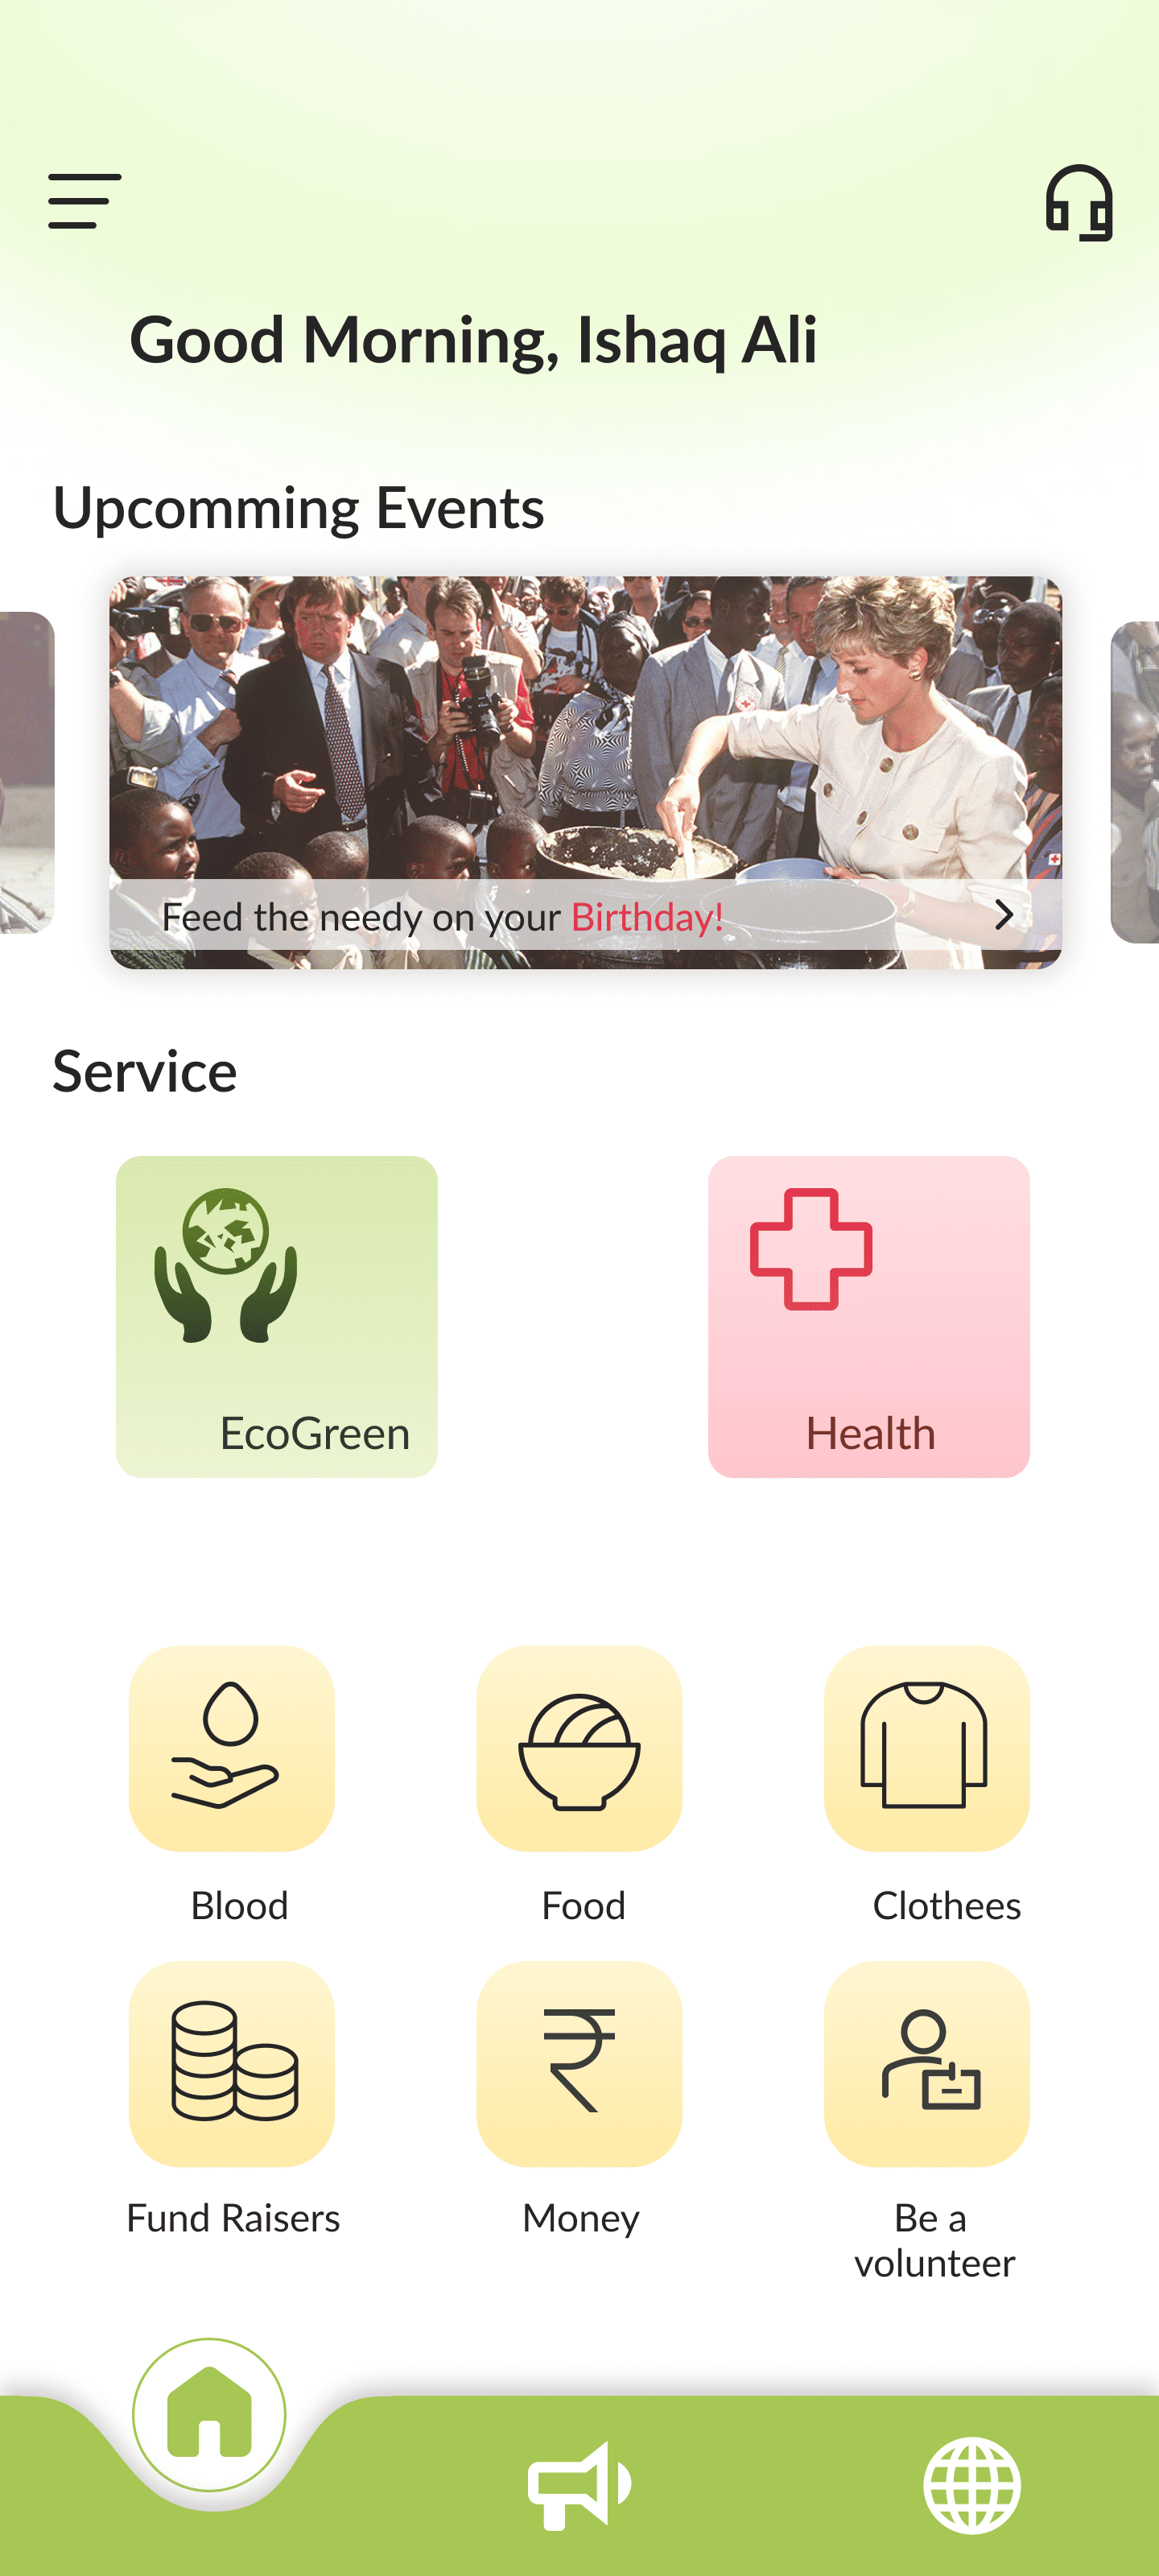 Good Morning, Ishaq Ali
Upcomming Events
Feed the needy on your Birthday!
Service
EcoGreen
Health
Blood
Food
Clothees
Fund Raisers
Money
Be a
volunteer